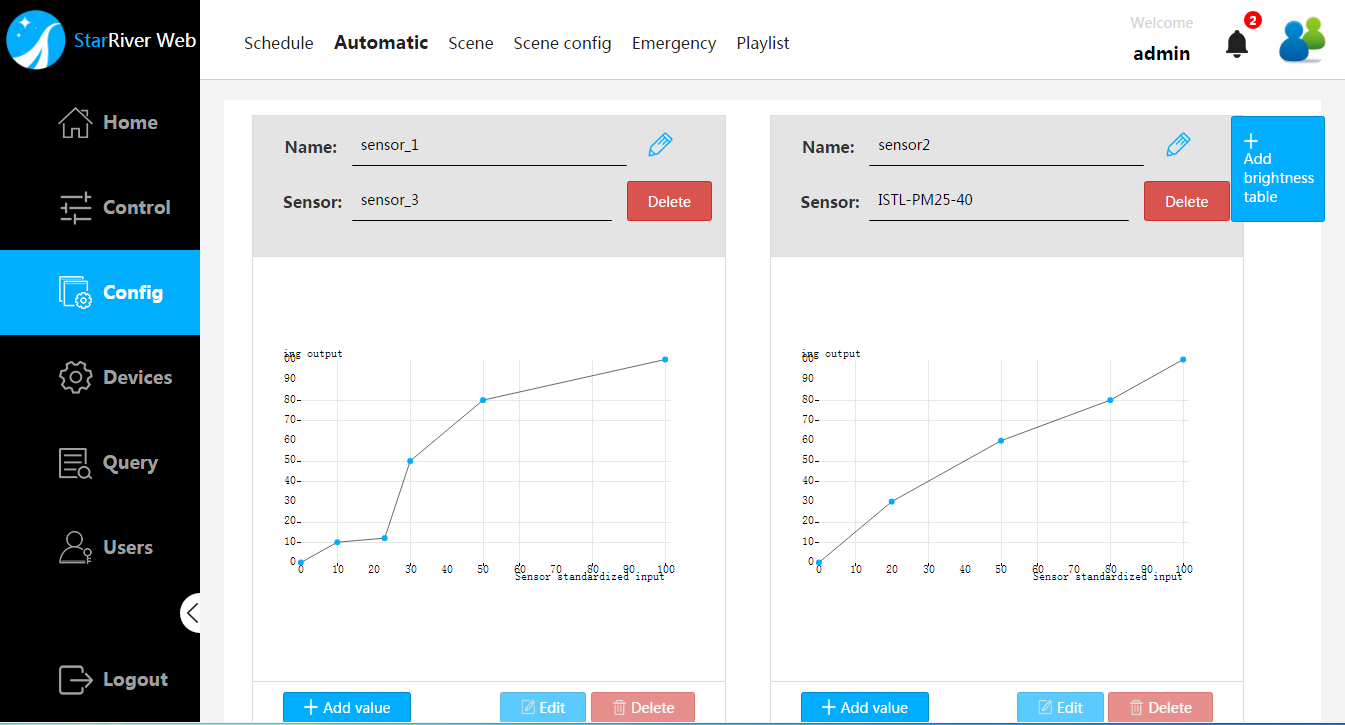 StarRiver Web
Schedule Automatic Scene Scene config Emergency Playlist
Welcome
admin
2
Home
Control
Config
Devices
Query
Users
Logout
Name: sensor_1
Sensor: sensor_3 Delete
ing output
90
80
70
60
50
40
30
20
10
0
0 10 20 30 40 50 60 70 80 90 100
Sensor standardized input
Add value Edit Delete
Name: sensor2
Sensor: ISTL-PM25-40 Delete
ing output
90
80
70
60
50
40
30
20
10
0
0 10 20 30 40 50 60 70 80 90 100
Sensor standardized input
Add value Edit Delete
Add
brightness
table